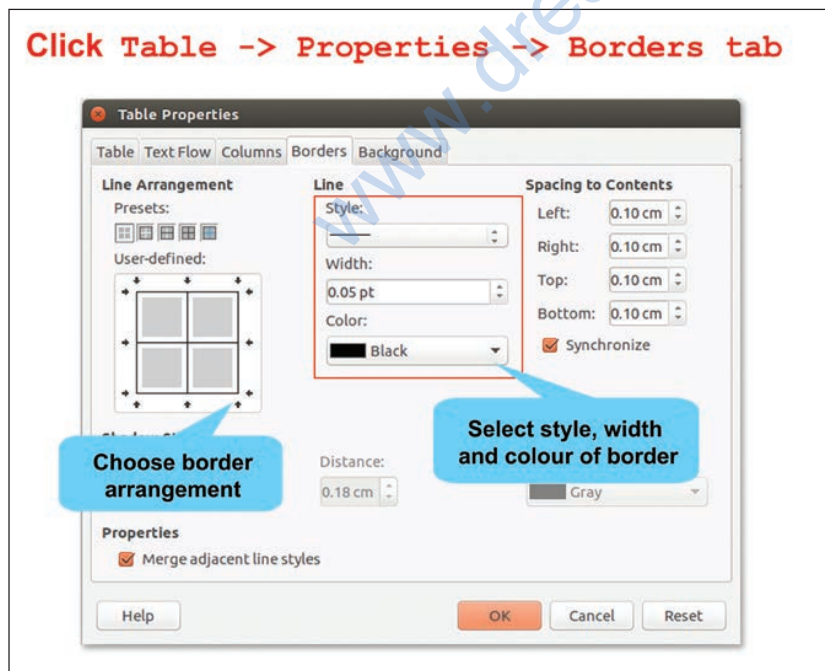 Click Table -> Properties -> Borders tab
www.dre
Table Properties
Table Text Flow Columns Borders Background
Line Arrangement
Presets:
User-defined:
Line
Style:
Width:
0.05 pt
Color:
Black
Spacing to Contents
Left: 0.10 cm
Right: 0.10 cm
Top: 0.10 cm
Bottom: 0.10 cm
Synchronize
Choose border
arrangement
Select style, width
and colour of border
Distance:
0.18 cm
Gray
Properties
Merge adjacent line styles
Help OK Cancel Reset